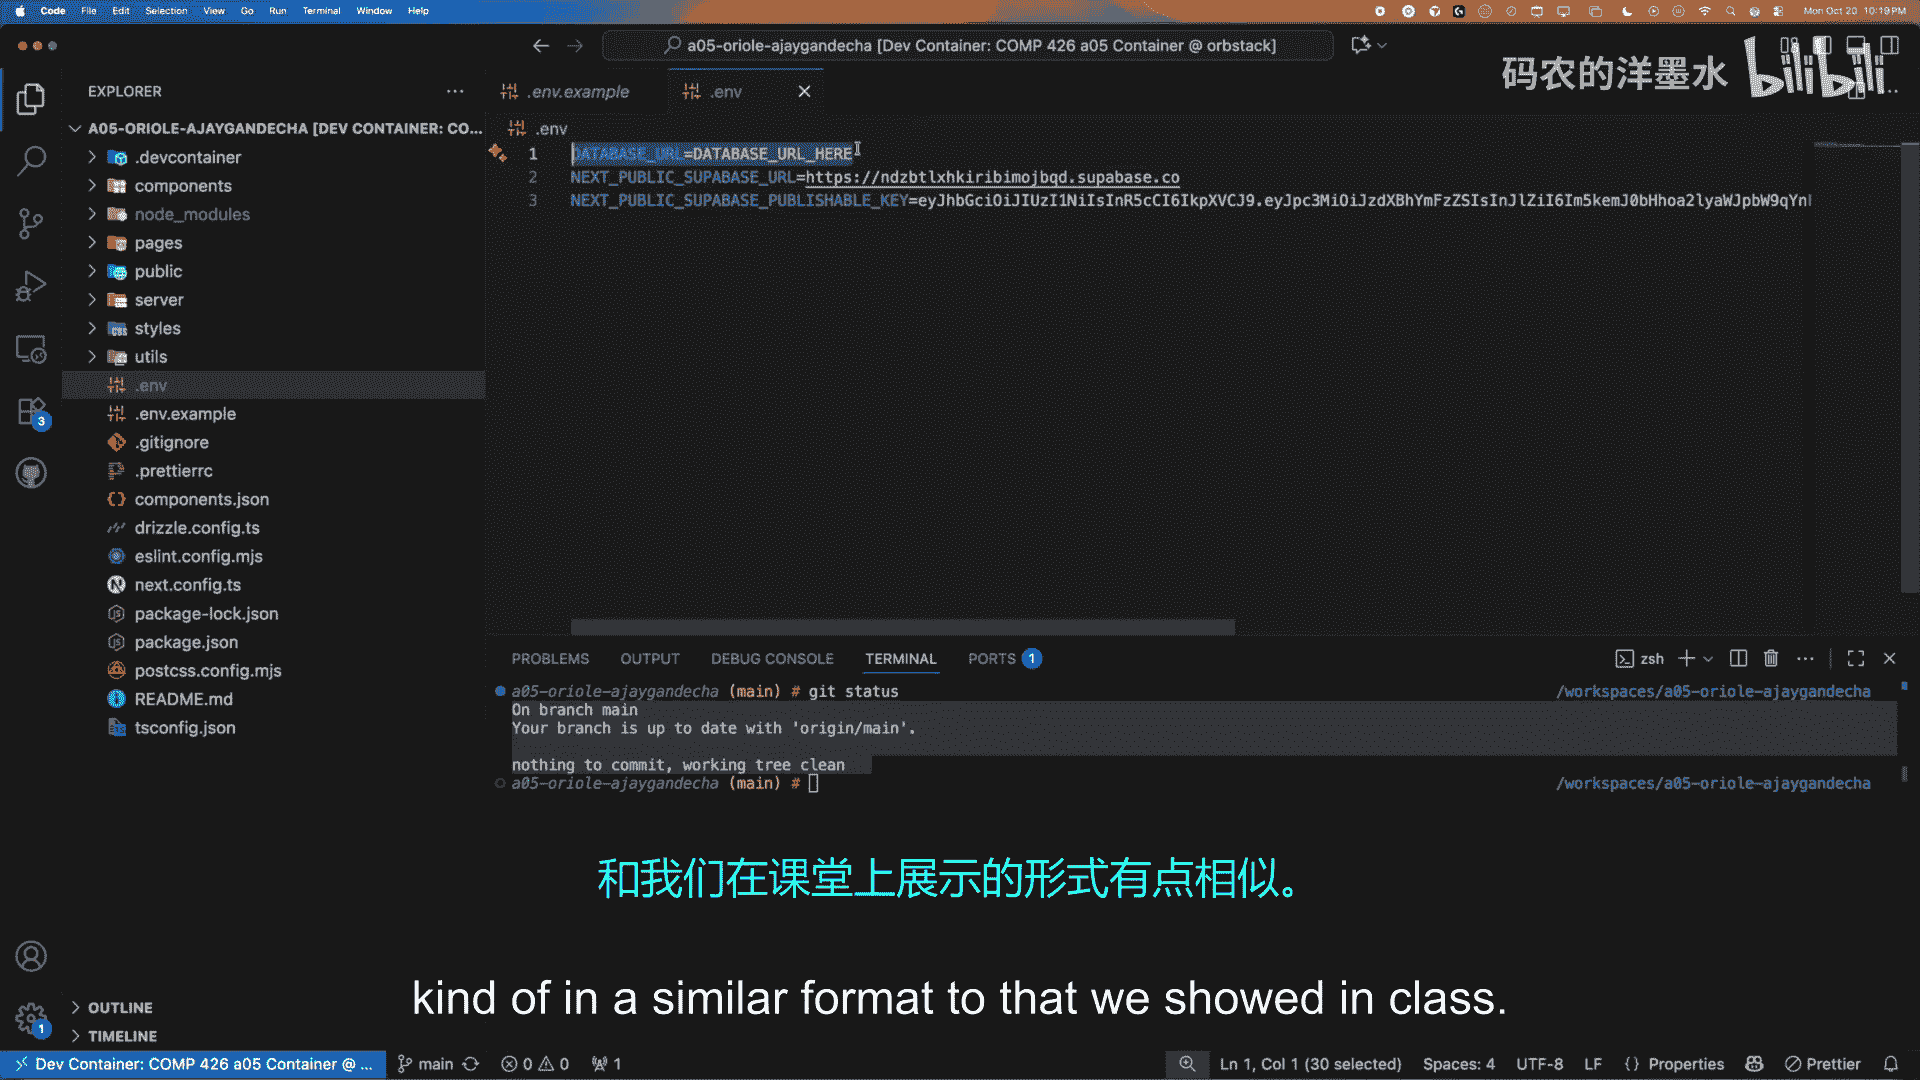 Code File Edit Selection View Go Run Terminal Window Help
Mon Oct 20 10:19 PM
a05-oriole-ajaygandecha [Dev Container: COMP 426 a05 Container @ orbstack]
码农的洋墨水 bilibili
EXPLORER
.env.example
.env
A05-ORIOLE-AJAYGANDECHA [DEV CONTAINER: CO...
.devcontainer
components
node_modules
pages
public
server
styles
utils
.env
.env.example
.gitignore
.prettierrc
components.json
drizzle.config.ts
eslint.config.mjs
next.config.ts
package-lock.json
package.json
postcss.config.mjs
README.md
tsconfig.json
OUTLINE
TIMELINE
.env
1 DATABASE_URL=DATABASE_URL_HERE
2 NEXT_PUBLIC_SUPABASE_URL=https://ndzbtlxhkiribimojbqd.supabase.co
3 NEXT_PUBLIC_SUPABASE_PUBLISHABLE_KEY=eyJhbGciOiJIUzI1NiIsInR5cCI6IkpXVCJ9.eyJpc3MiOiJzdXBhYmFzZSIsInJlZiI6Im5kemJ0bHhoa2lyaWJpbW9qYn
PROBLEMS OUTPUT DEBUG CONSOLE TERMINAL PORTS 1
zsh
a05-oriole-ajaygandecha (main) # git status /workspaces/a05-oriole-ajaygandecha
On branch main
Your branch is up to date with 'origin/main'.
nothing to commit, working tree clean
a05-oriole-ajaygandecha (main) # /workspaces/a05-oriole-ajaygandecha
3
1
和我们在课堂上展示的形式有点相似。
kind of in a similar format to that we showed in class.
Dev Container: COMP 426 a05 Container @ ... main 0 0 1
Ln 1, Col 1 (30 selected) Spaces: 4 UTF-8 LF {} Properties Prettier